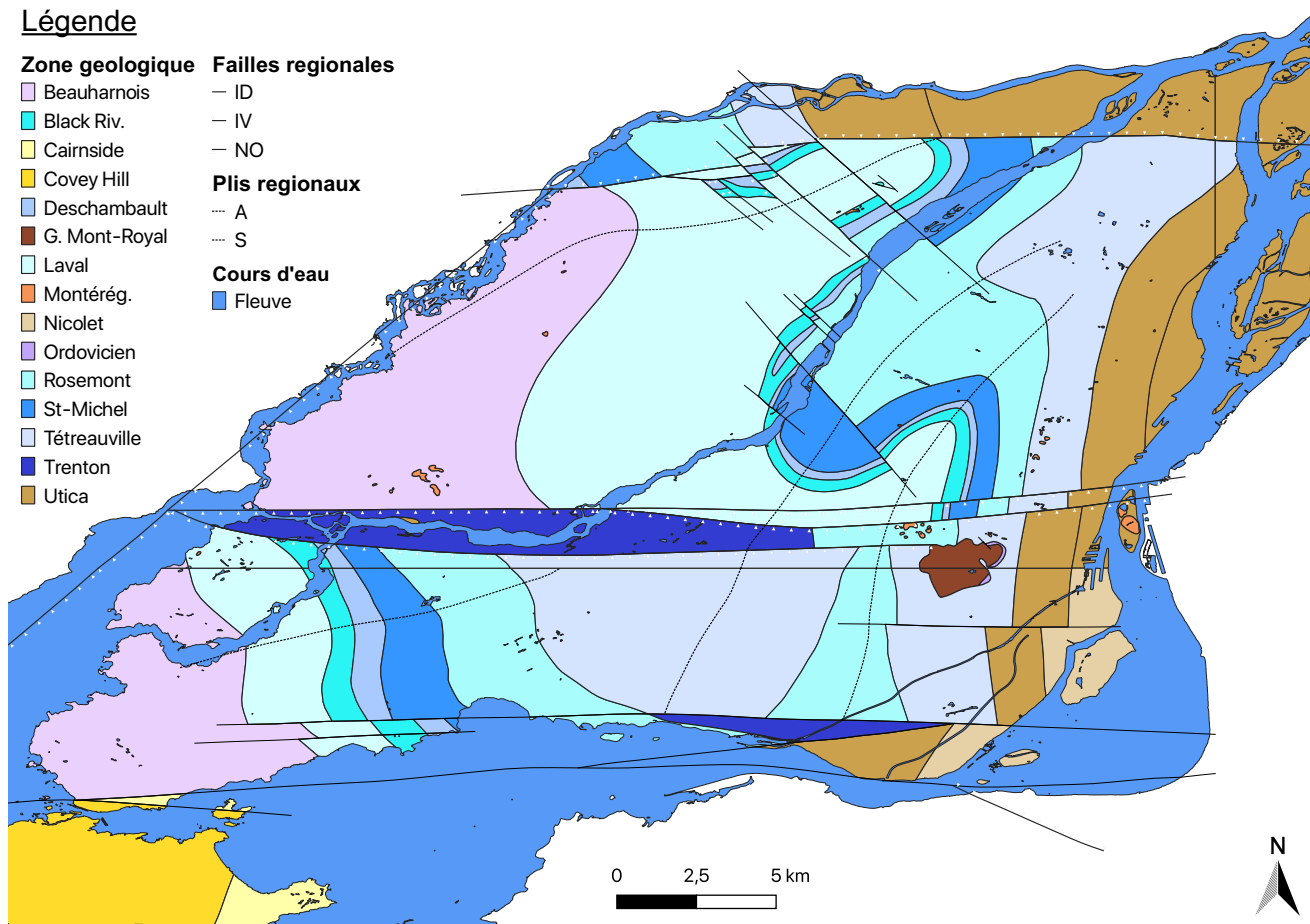 Légende
Zone geologique
Beauharnois
Black Riv.
Cairnside
Covey Hill
Deschambault
G. Mont-Royal
Laval
Montérég.
Nicolet
Ordovicien
Rosemont
St-Michel
Tétreauville
Trenton
Utica
Failles regionales
ID
IV
NO
Plis regionaux
A
S
Cours d'eau
Fleuve
0 2,5 5 km
N